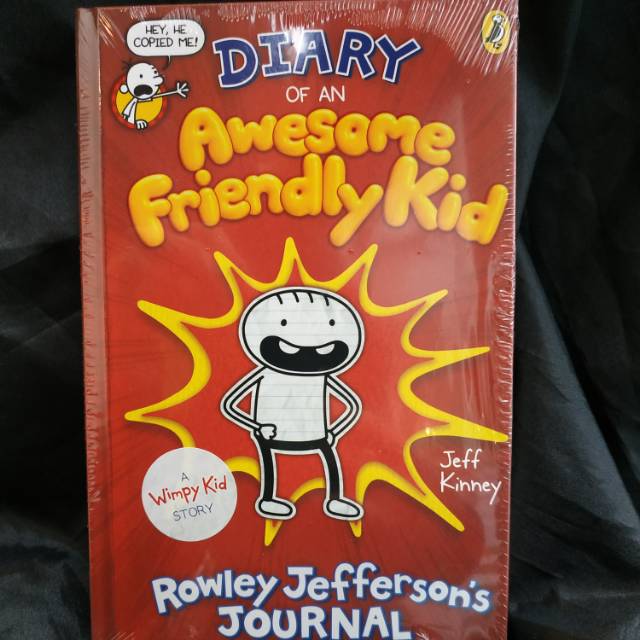 HEY, HE
COPIED ME!
DIARY
OF AN
Awesome
Friendly Kid
Jeff
Kinney
A
Wimpy Kid
STORY
Rowley Jefferson's
JOURNAL